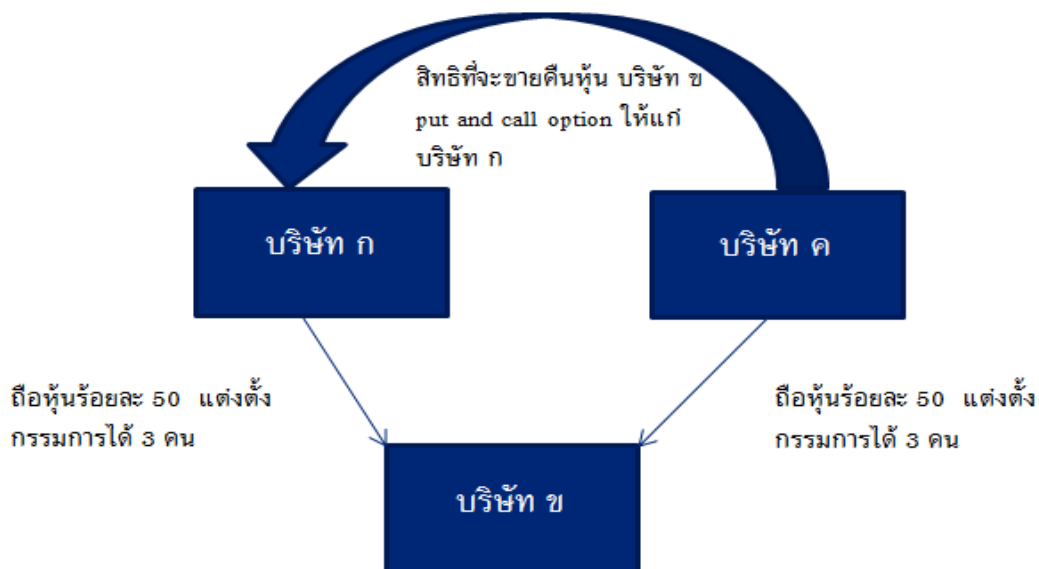 สิทธิที่จะขายคืนหุ้น บริษัท ข
put and call option ให้แก่
บริษัท ก
บริษัท ก
บริษัท ค
ถือหุ้นร้อยละ 50 แต่งตั้ง
กรรมการได้ 3 คน
ถือหุ้นร้อยละ 50 แต่งตั้ง
กรรมการได้ 3 คน
บริษัท ข